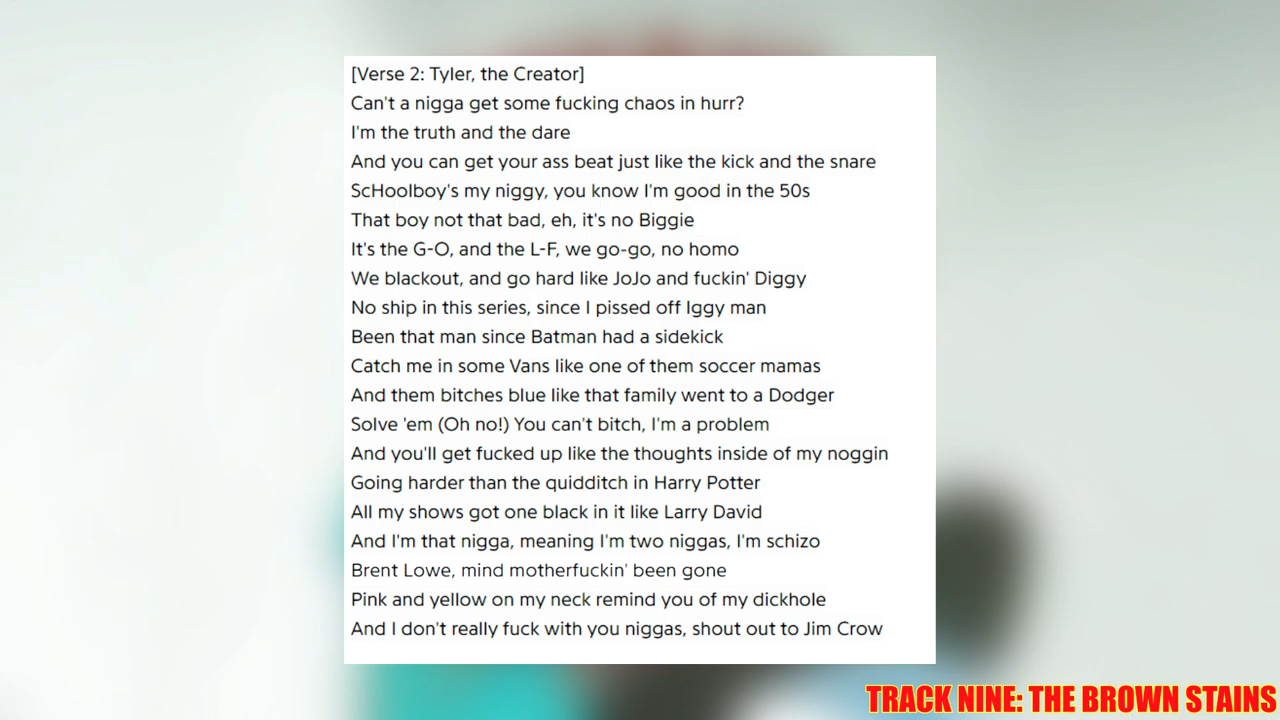 [Verse 2: Tyler, the Creator]
Can't a nigga get some fucking chaos in hurr?
I'm the truth and the dare
And you can get your ass beat just like the kick and the snare
ScHoolboy's my niggy, you know I'm good in the 50s
That boy not that bad, eh, it's no Biggie
It's the G-O, and the L-F, we go-go, no homo
We blackout, and go hard like JoJo and fuckin' Diggy
No ship in this series, since I pissed off Iggy man
Been that man since Batman had a sidekick
Catch me in some Vans like one of them soccer mamas
And them bitches blue like that family went to a Dodger
Solve 'em (Oh no!) You can't bitch, I'm a problem
And you'll get fucked up like the thoughts inside of my noggin
Going harder than the quidditch in Harry Potter
All my shows got one black in it like Larry David
And I'm that nigga, meaning I'm two niggas, I'm schizo
Brent Lowe, mind motherfuckin' been gone
Pink and yellow on my neck remind you of my dickhole
And I don't really fuck with you niggas, shout out to Jim Crow
TRACK NINE: THE BROWN STAINS